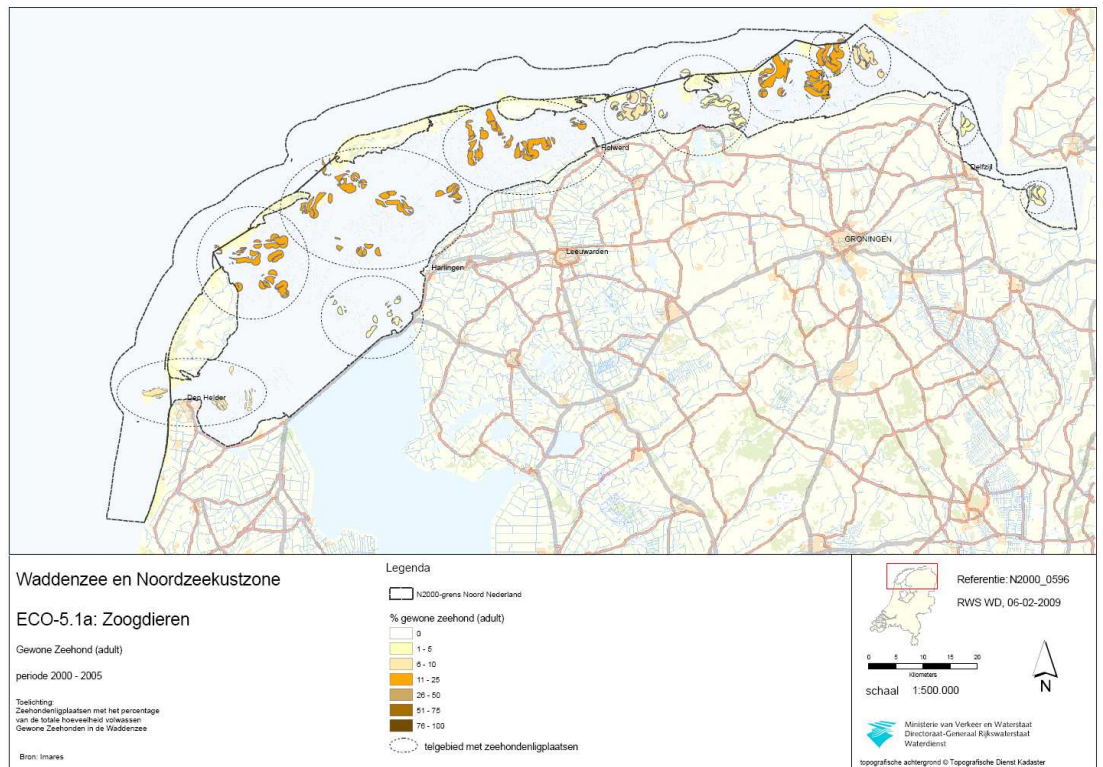 Holwerd
Delfzijl
GRONINGEN
Leeuwarden
Harlingen
Den Helder
Waddenzee en Noordzeekustzone
ECO-5.1a: Zoogdieren
Gewone Zeehond (adult)
periode 2000 - 2005
Toelichting:
Zeehondenligplaatsen met het percentage
van de totale hoeveelheid volwassen
Gewone Zeehonden in de Waddenzee
Bron: Imares
Legenda
N2000-grens Noord Nederland
% gewone zeehond (adult)
0
1 - 5
6 - 10
11 - 25
26 - 50
51 - 75
76 - 100
telgebied met zeehondenligplaatsen
Referentie: N2000_0596
RWS WD, 06-02-2009
0 5 10 15 20
Kilometers
schaal 1:500.000
N
Ministerie van Verkeer en Waterstaat
Directoraat-Generaal Rijkswaterstaat
Waterdienst
topografische achtergrond © Topografische Dienst Kadaster